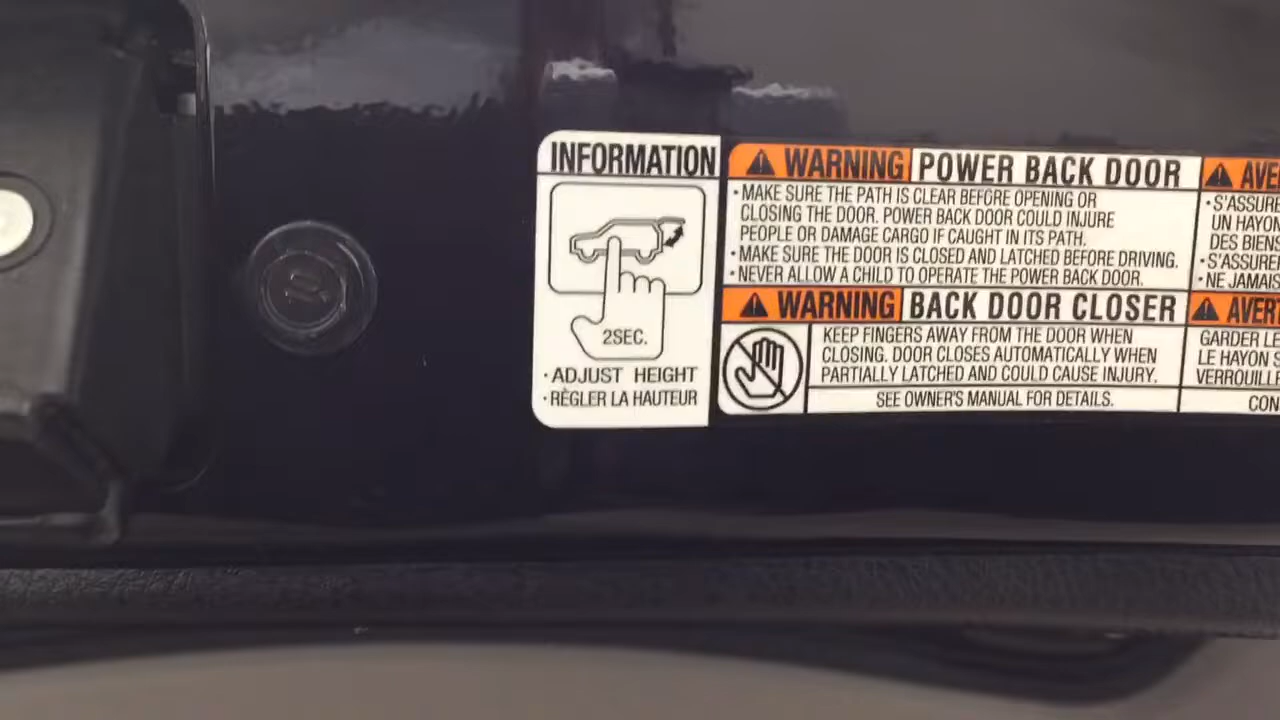 INFORMATION
2SEC.
·ADJUST HEIGHT
·RÈGLER LA HAUTEUR
WARNING POWER BACK DOOR
·MAKE SURE THE PATH IS CLEAR BEFORE OPENING OR
CLOSING THE DOOR. POWER BACK DOOR COULD INJURE
PEOPLE OR DAMAGE CARGO IF CAUGHT IN ITS PATH.
·MAKE SURE THE DOOR IS CLOSED AND LATCHED BEFORE DRIVING.
·NEVER ALLOW A CHILD TO OPERATE THE POWER BACK DOOR.
WARNING BACK DOOR CLOSER
KEEP FINGERS AWAY FROM THE DOOR WHEN
CLOSING. DOOR CLOSES AUTOMATICALLY WHEN
PARTIALLY LATCHED AND COULD CAUSE INJURY.
SEE OWNER'S MANUAL FOR DETAILS.
AVE
·S'ASSURE
UN HAYON
DES BIENS
·S'ASSURE
·NE JAMAIS
AVERT
GARDER LE
LE HAYON S
VERROUILLE
CON